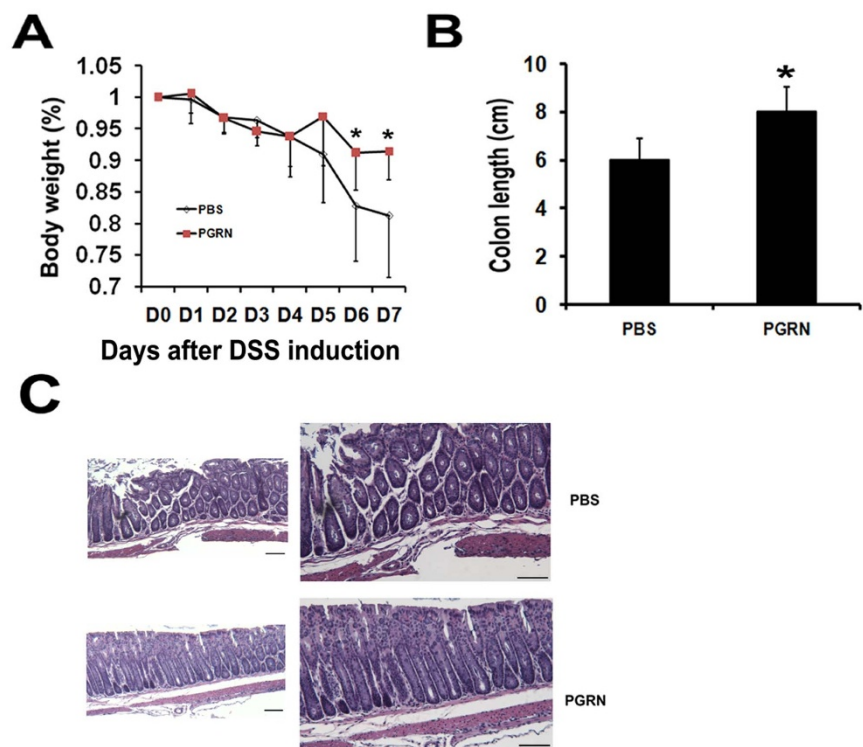 A
Body weight (%)
1.05
1
0.95
0.9
0.85
0.8
0.75
0.7
PBS
PGRN
*
*
D0 D1 D2 D3 D4 D5 D6 D7
Days after DSS induction
B
Colon length (cm)
10
8
6
4
2
0
*
PBS
PGRN
C
PBS
PGRN